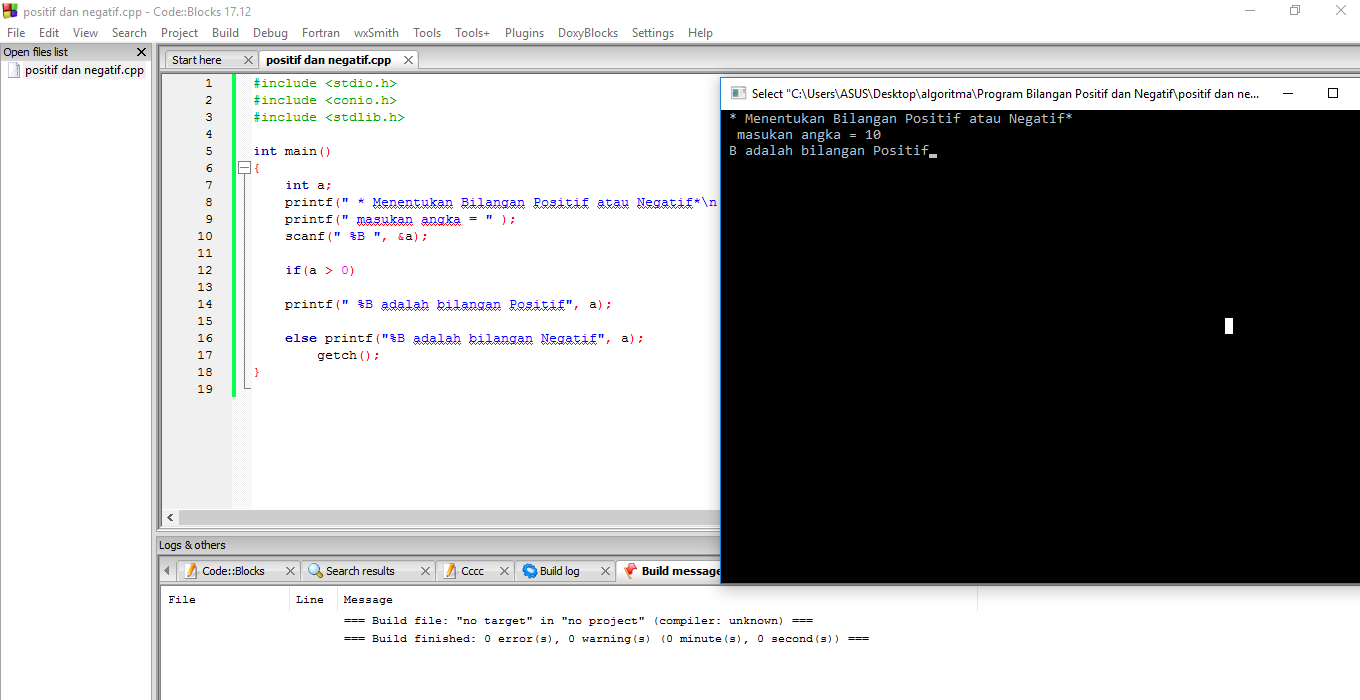 positif dan negatif.cpp - Code::Blocks 17.12
File Edit View Search Project Build Debug Fortran wxSmith Tools Tools+ Plugins DoxyBlocks Settings Help
Open files list
positif dan negatif.cpp
Start here
positif dan negatif.cpp
1 #include <stdio.h>
2 #include <conio.h>
3 #include <stdlib.h>
4
5 int main()
6 {
7 int a;
8 printf(" * Menentukan Bilangan Positif atau Negatif*\n
9 printf(" masukan angka = " );
10 scanf(" %B ", &a);
11
12 if(a > 0)
13
14 printf(" %B adalah bilangan Positif", a);
15
16 else printf("%B adalah bilangan Negatif", a);
17 getch();
18 }
19
Select "C:\Users\ASUS\Desktop\algoritma\Program Bilangan Positif dan Negatif\positif dan ne...
* Menentukan Bilangan Positif atau Negatif*
masukan angka = 10
B adalah bilangan Positif
Logs & others
Code::Blocks
Search results
Cccc
Build log
Build message
File Line Message
=== Build file: "no target" in "no project" (compiler: unknown) ===
=== Build finished: 0 error(s), 0 warning(s) (0 minute(s), 0 second(s)) ===